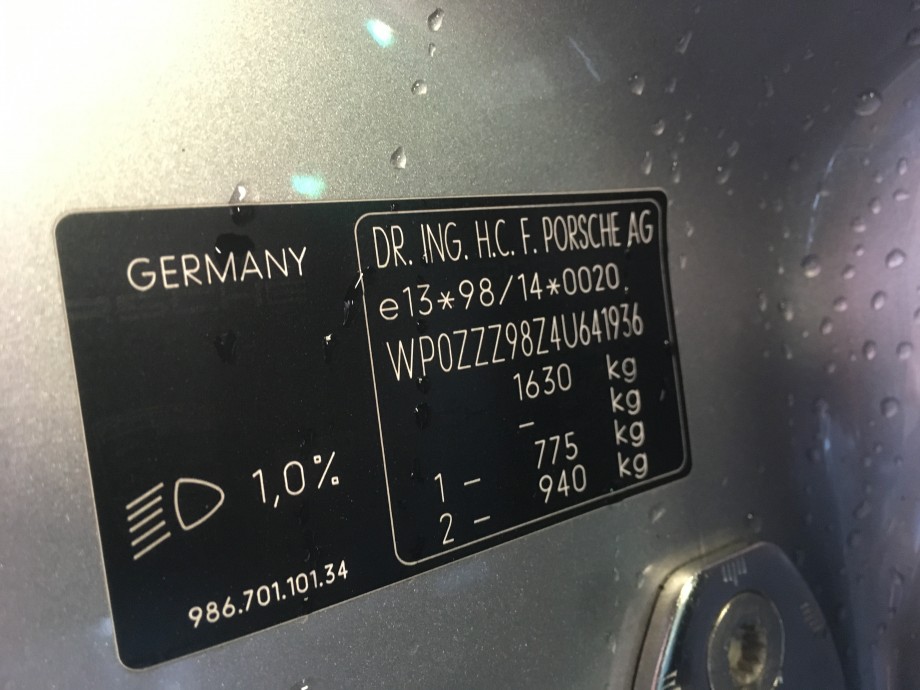 GERMANY
1,0%
986.701.101.34
DR. ING. H.C. F. PORSCHE AG
e13*98/14*0020
WP0ZZZ98Z4U641936
1630 kg
- kg
1 - 775 kg
2 - 940 kg